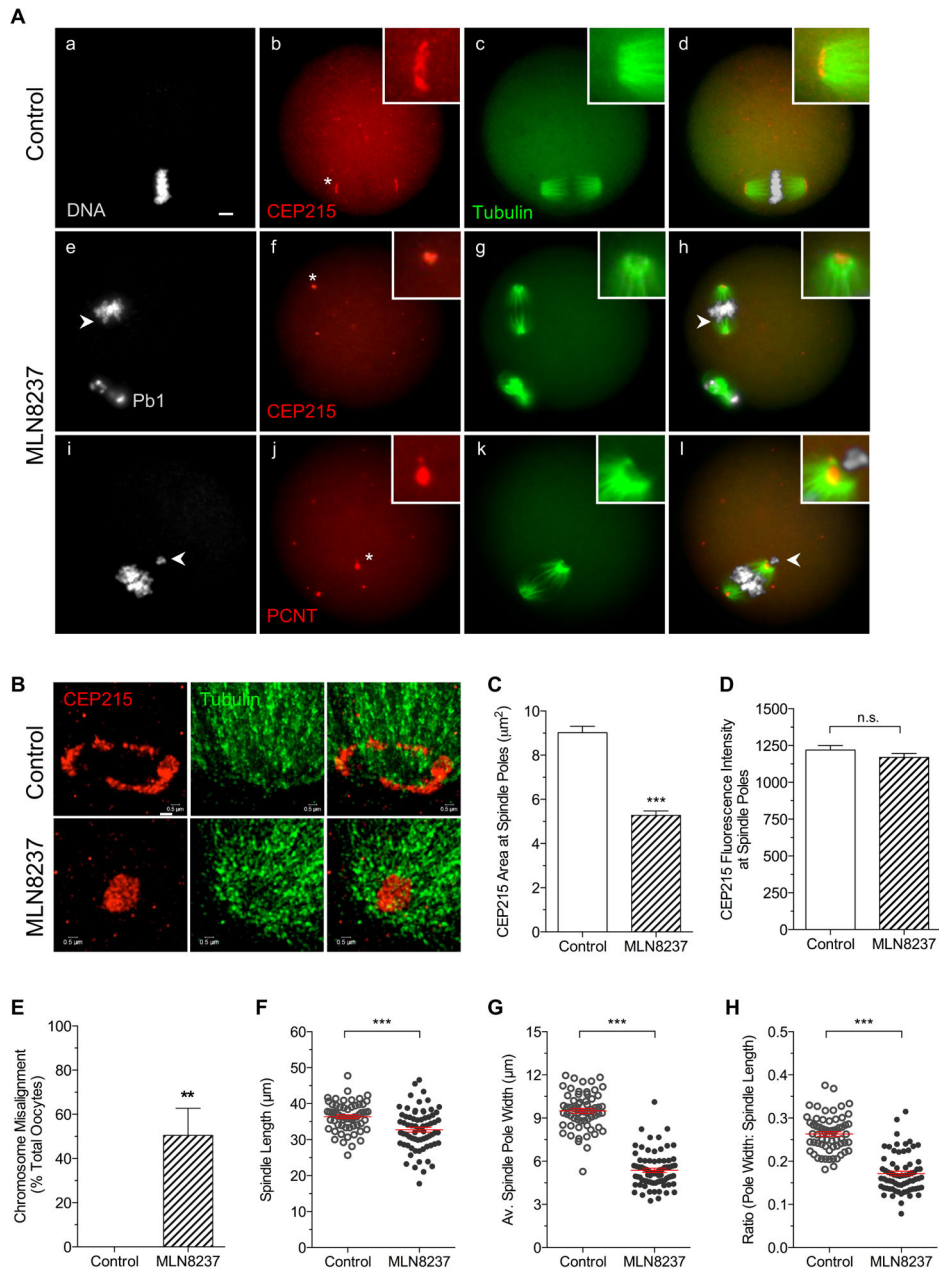 A
Control
a
DNA
b
*
CEP215
c
Tubulin
d
MLN8237
e
Pb1
f
*
CEP215
g
h
i
j
*
PCNT
k
l
B
Control
CEP215
Tubulin
0.5 µm
0.5 µm
0.5 µm
MLN8237
0.5 µm
0.5 µm
0.5 µm
C
CEP215 Area at Spindle Poles (µm²)
10
8
6
4
2
0
***
Control
MLN8237
D
CEP215 Fluorescence Intensity
at Spindle Poles
1500
1250
1000
750
500
250
0
n.s.
Control
MLN8237
E
Chromosome Misalignment
(% Total Oocytes)
100
80
60
40
20
0
**
Control
MLN8237
F
Spindle Length (µm)
60
50
40
30
20
10
0
***
Control
MLN8237
G
Av. Spindle Pole Width (µm)
15
12
9
6
3
0
***
Control
MLN8237
H
Ratio (Pole Width: Spindle Length)
0.5
0.4
0.3
0.2
0.1
0
***
Control
MLN8237